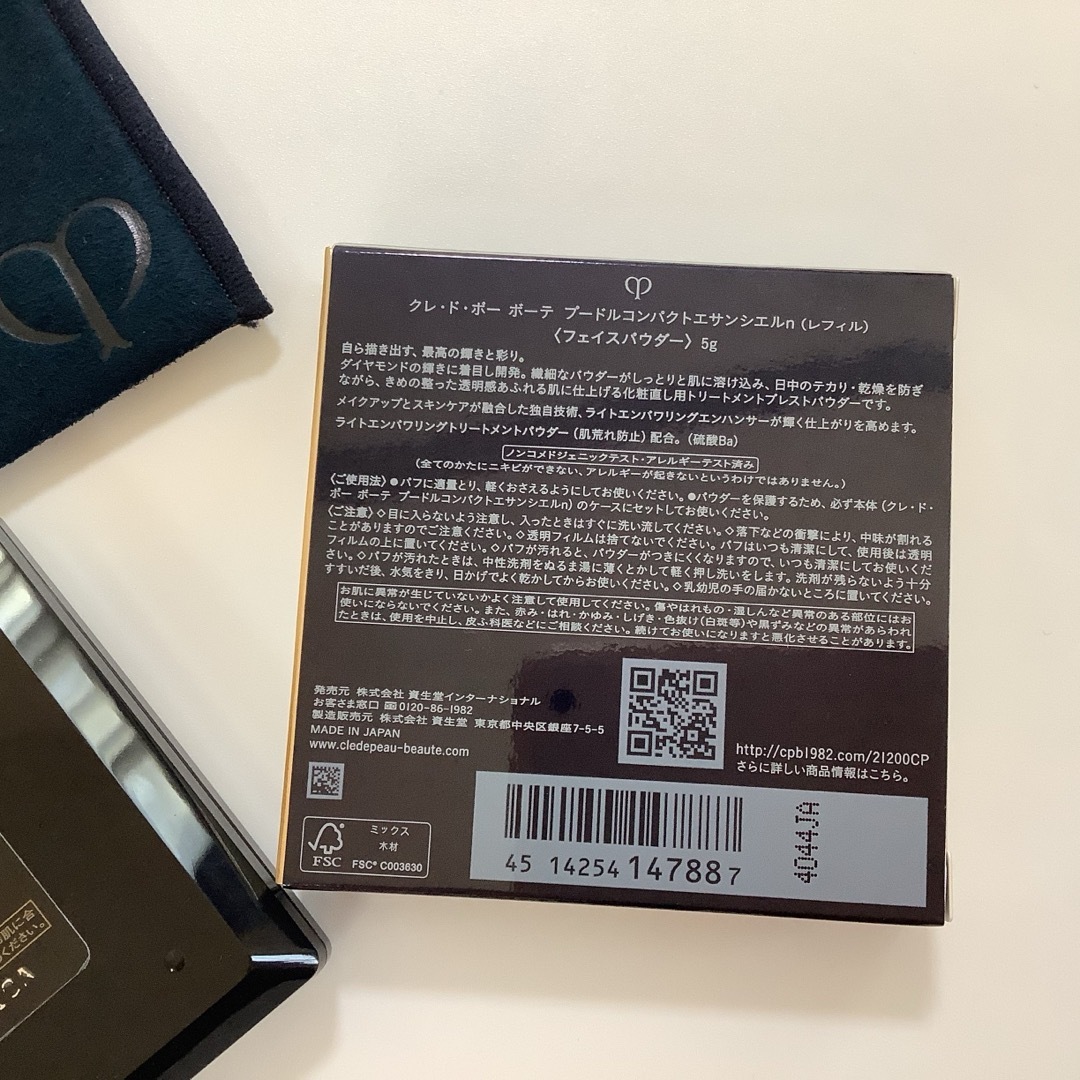 クレ・ド・ポー ボーテ プードルコンパクトエサンシエルn (レフィル)
〈フェイスパウダー〉5g
自ら描き出す、最高の輝きと彩り。
ダイヤモンドの輝きに着目し開発。繊細なパウダーがしっとりと肌に溶け込み、日中のテカリ・乾燥を防ぎ
ながら、きめの整った透明感あふれる肌に仕上げる化粧直し用トリートメントプレストパウダーです。
メイクアップとスキンケアが融合した独自技術、ライトエンパワリングエンハンサーが輝く仕上がりを高めます。
ライトエンパワリングトリートメントパウダー (肌荒れ防止) 配合。(硫酸Ba)
ノンコメドジェニックテスト・アレルギーテスト済み
(全てのかたにニキビができない、アレルギーが起きないというわけではありません。)
〈ご使用法〉●パフに適量とり、軽くおさえるようにしてお使いください。●パウダーを保護するため、必ず本体 (クレ・ド・
ポー ボーテ プードルコンパクトエサンシエルn) のケースにセットしてお使いください。
〈ご注意〉◇目に入らないよう注意し、入ったときはすぐに洗い流してください。◇落下などの衝撃により、中味が割れる
ことがありますのでご注意ください。◇透明フィルムは捨てないでください。パフはいつも清潔にして、使用後は透明
フィルムの上に置いてください。◇パフが汚れると、パウダーがつきにくくなりますので、いつも清潔にしてお使いくだ
さい。◇パフが汚れたときは、中性洗剤をぬるま湯に薄くとかして軽く押し洗いをします。洗剤が残らないよう十分
すすいだ後、水気をきり、日かげでよく乾かしてからお使いください。◇乳幼児の手の届かないところに置いてください。
お肌に異常が生じていないかよく注意して使用してください。傷やはれもの・湿しんなど異常のある部位にはお
使いにならないでください。また、赤み・はれ・かゆみ・しげき・色抜け(白斑等)や黒ずみなどの異常があらわれ
たときは、使用を中止し、皮ふ科医などにご相談ください。続けてお使いになりますと悪化することがあります。
発売元 株式会社 資生堂インターナショナル
お客さま窓口 0120-86-1982
製造販売元 株式会社 資生堂 東京都中央区銀座7-5-5
MADE IN JAPAN
www.cledepeau-beaute.com
http://cpb1982.com/21200CP
さらに詳しい商品情報はこちら。
FSC
ミックス
木材
FSC® C003630
45 14254 147887
4044JA
肌に合
ください。